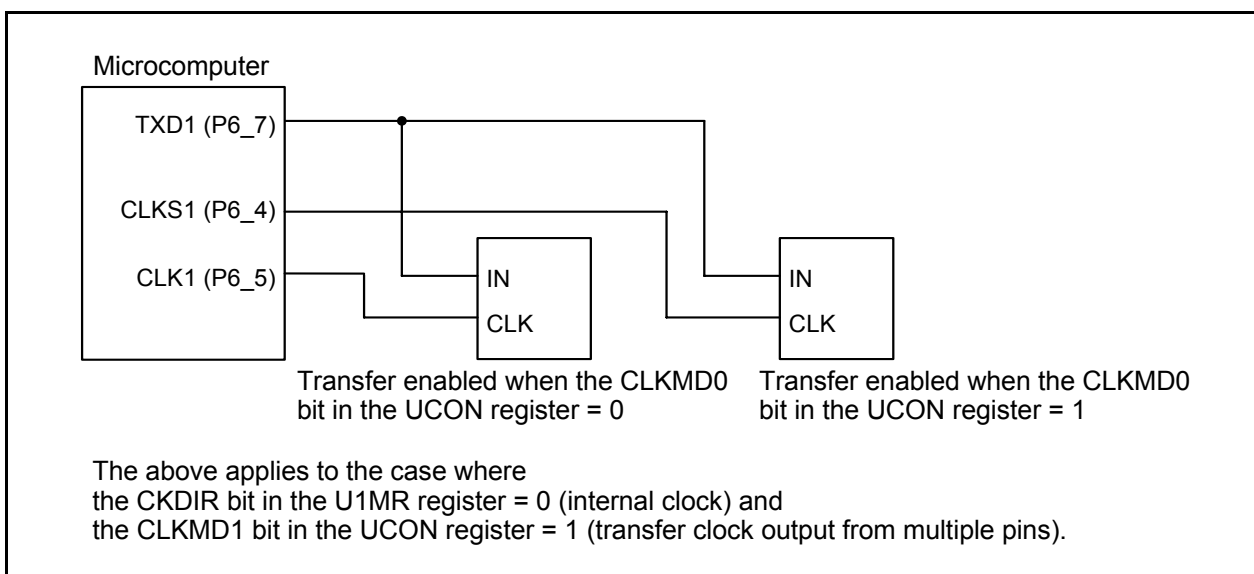 Microcomputer
TXD1 (P6_7)
CLKS1 (P6_4)
CLK1 (P6_5)
IN
CLK
IN
CLK
Transfer enabled when the CLKMD0
bit in the UCON register = 0
Transfer enabled when the CLKMD0
bit in the UCON register = 1
The above applies to the case where
the CKDIR bit in the U1MR register = 0 (internal clock) and
the CLKMD1 bit in the UCON register = 1 (transfer clock output from multiple pins).